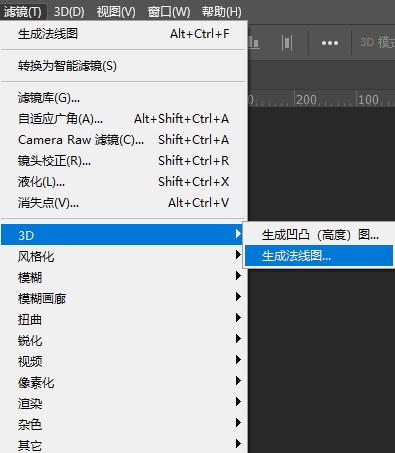 滤镜(T) 3D(D) 视图(V) 窗口(W) 帮助(H)
生成法线图 Alt+Ctrl+F
3D 模式
转换为智能滤镜(S)
滤镜库(G)...
200 100
自适应广角(A)... Alt+Shift+Ctrl+A
Camera Raw 滤镜(C)... Shift+Ctrl+A
镜头校正(R)... Shift+Ctrl+R
液化(L)... Shift+Ctrl+X
消失点(V)... Alt+Ctrl+V
3D 生成凹凸（高度）图...
风格化 生成法线图...
模糊
模糊画廊
扭曲
锐化
视频
像素化
渲染
杂色
其它